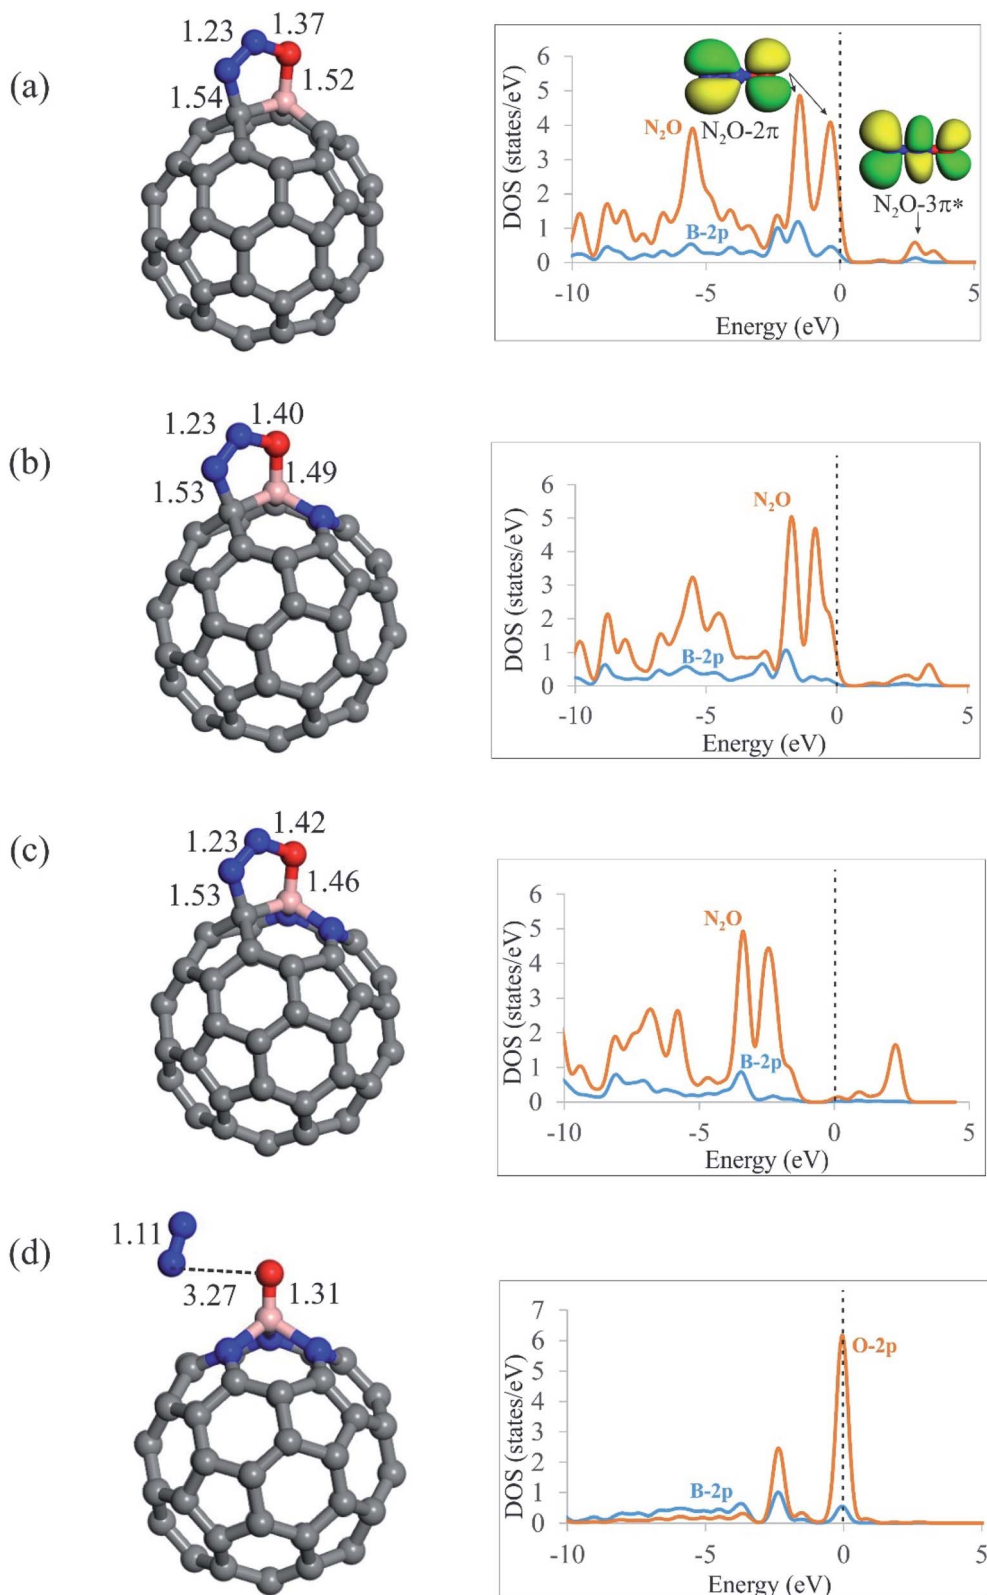 (a)
1.23
1.37
1.54
1.52
DOS (states/eV)
6
5
4
3
2
1
0
N₂O
B-2p
N₂O-2π
N₂O-3π*
-10
-5
0
5
Energy (eV)
(b)
1.23
1.40
1.53
1.49
DOS (states/eV)
6
5
4
3
2
1
0
N₂O
B-2p
-10
-5
0
5
Energy (eV)
(c)
1.23
1.42
1.53
1.46
DOS (states/eV)
6
5
4
3
2
1
0
N₂O
B-2p
-10
-5
0
5
Energy (eV)
(d)
1.11
3.27
1.31
DOS (states/eV)
7
6
5
4
3
2
1
0
O-2p
B-2p
-10
-5
0
5
Energy (eV)